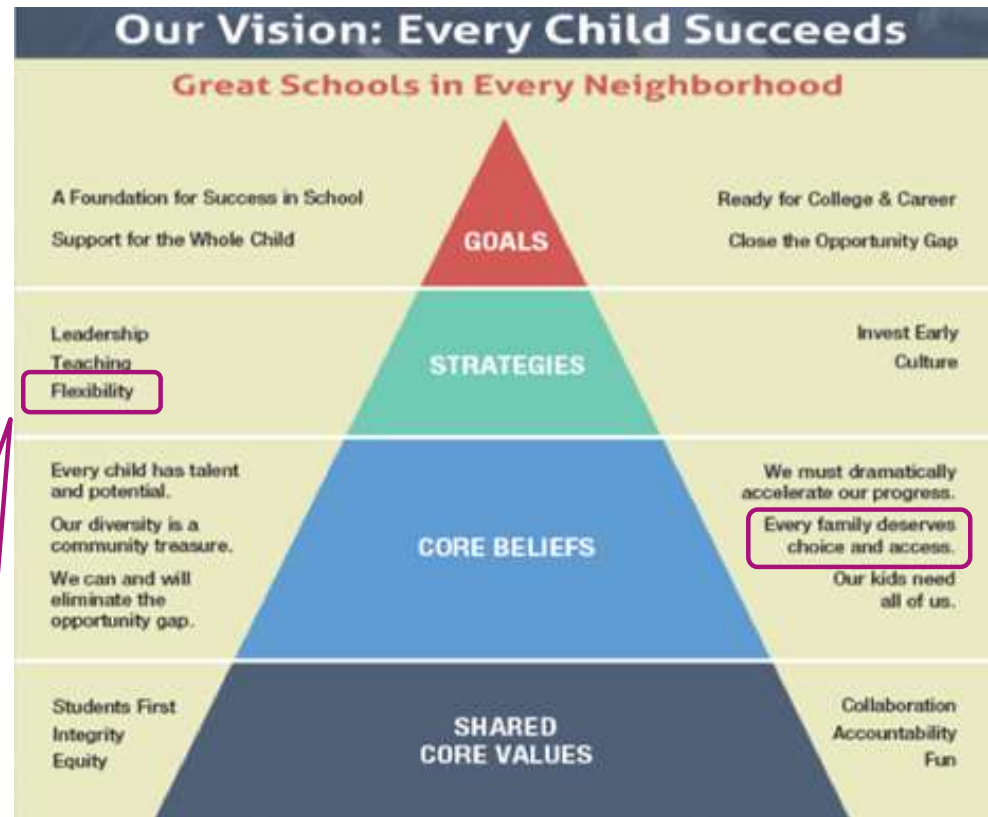 Our Vision: Every Child Succeeds
Great Schools in Every Neighborhood
A Foundation for Success in School
Support for the Whole Child
GOALS
Ready for College & Career
Close the Opportunity Gap
Leadership
Teaching
Flexibility
STRATEGIES
Invest Early
Culture
Every child has talent
and potential.
Our diversity is a
community treasure.
We can and will
eliminate the
opportunity gap.
CORE BELIEFS
We must dramatically
accelerate our progress.
Every family deserves
choice and access.
Our kids need
all of us.
Students First
Integrity
Equity
SHARED
CORE VALUES
Collaboration
Accountability
Fun